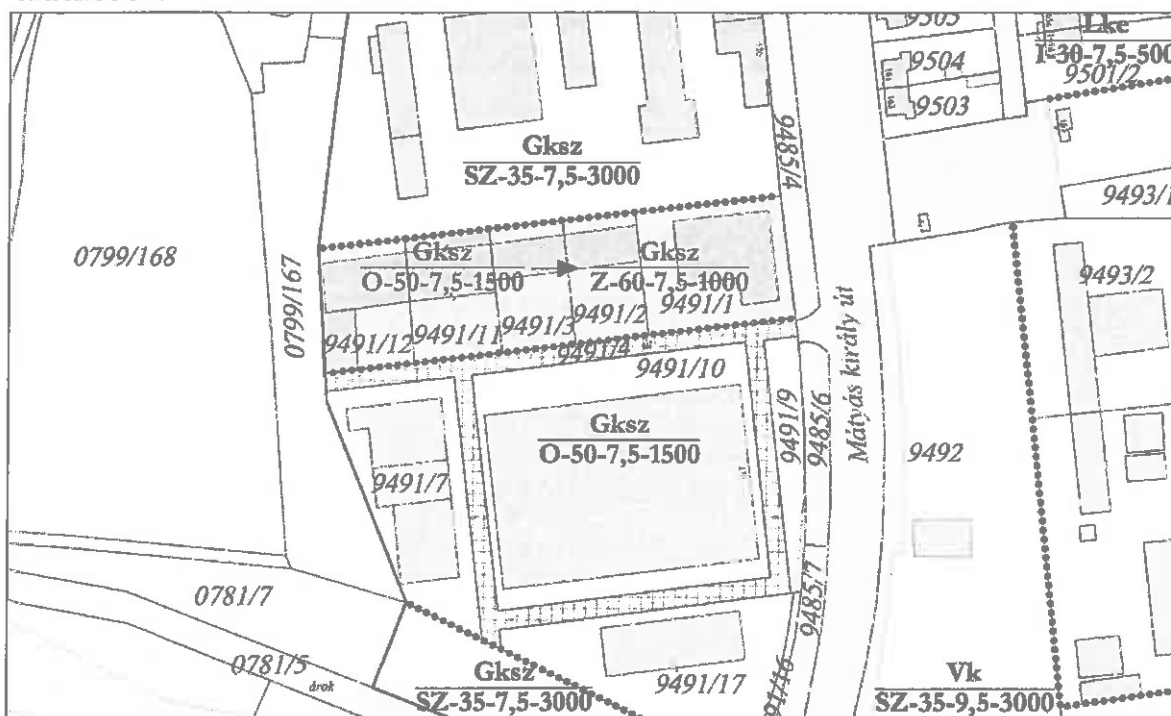 9503
9504
9503
Lke
I-30-7,5-500
9501/2
Gksz
SZ-35-7,5-3000
9485/4
9493/1
0799/168
0799/167
Gksz
O-50-7,5-1500
Gksz
Z-60-7,5-1000
9493/2
9491/12
9491/11
9491/3
9491/2
9491/1
9491/4
9491/10
Mátyás király út
Gksz
O-50-7,5-1500
9491/9
9485/6
9492
9491/7
0781/7
9485/7
0781/5
árok
Gksz
SZ-35-7,5-3000
9491/17
91/16
Vk
SZ-35-9,5-3000